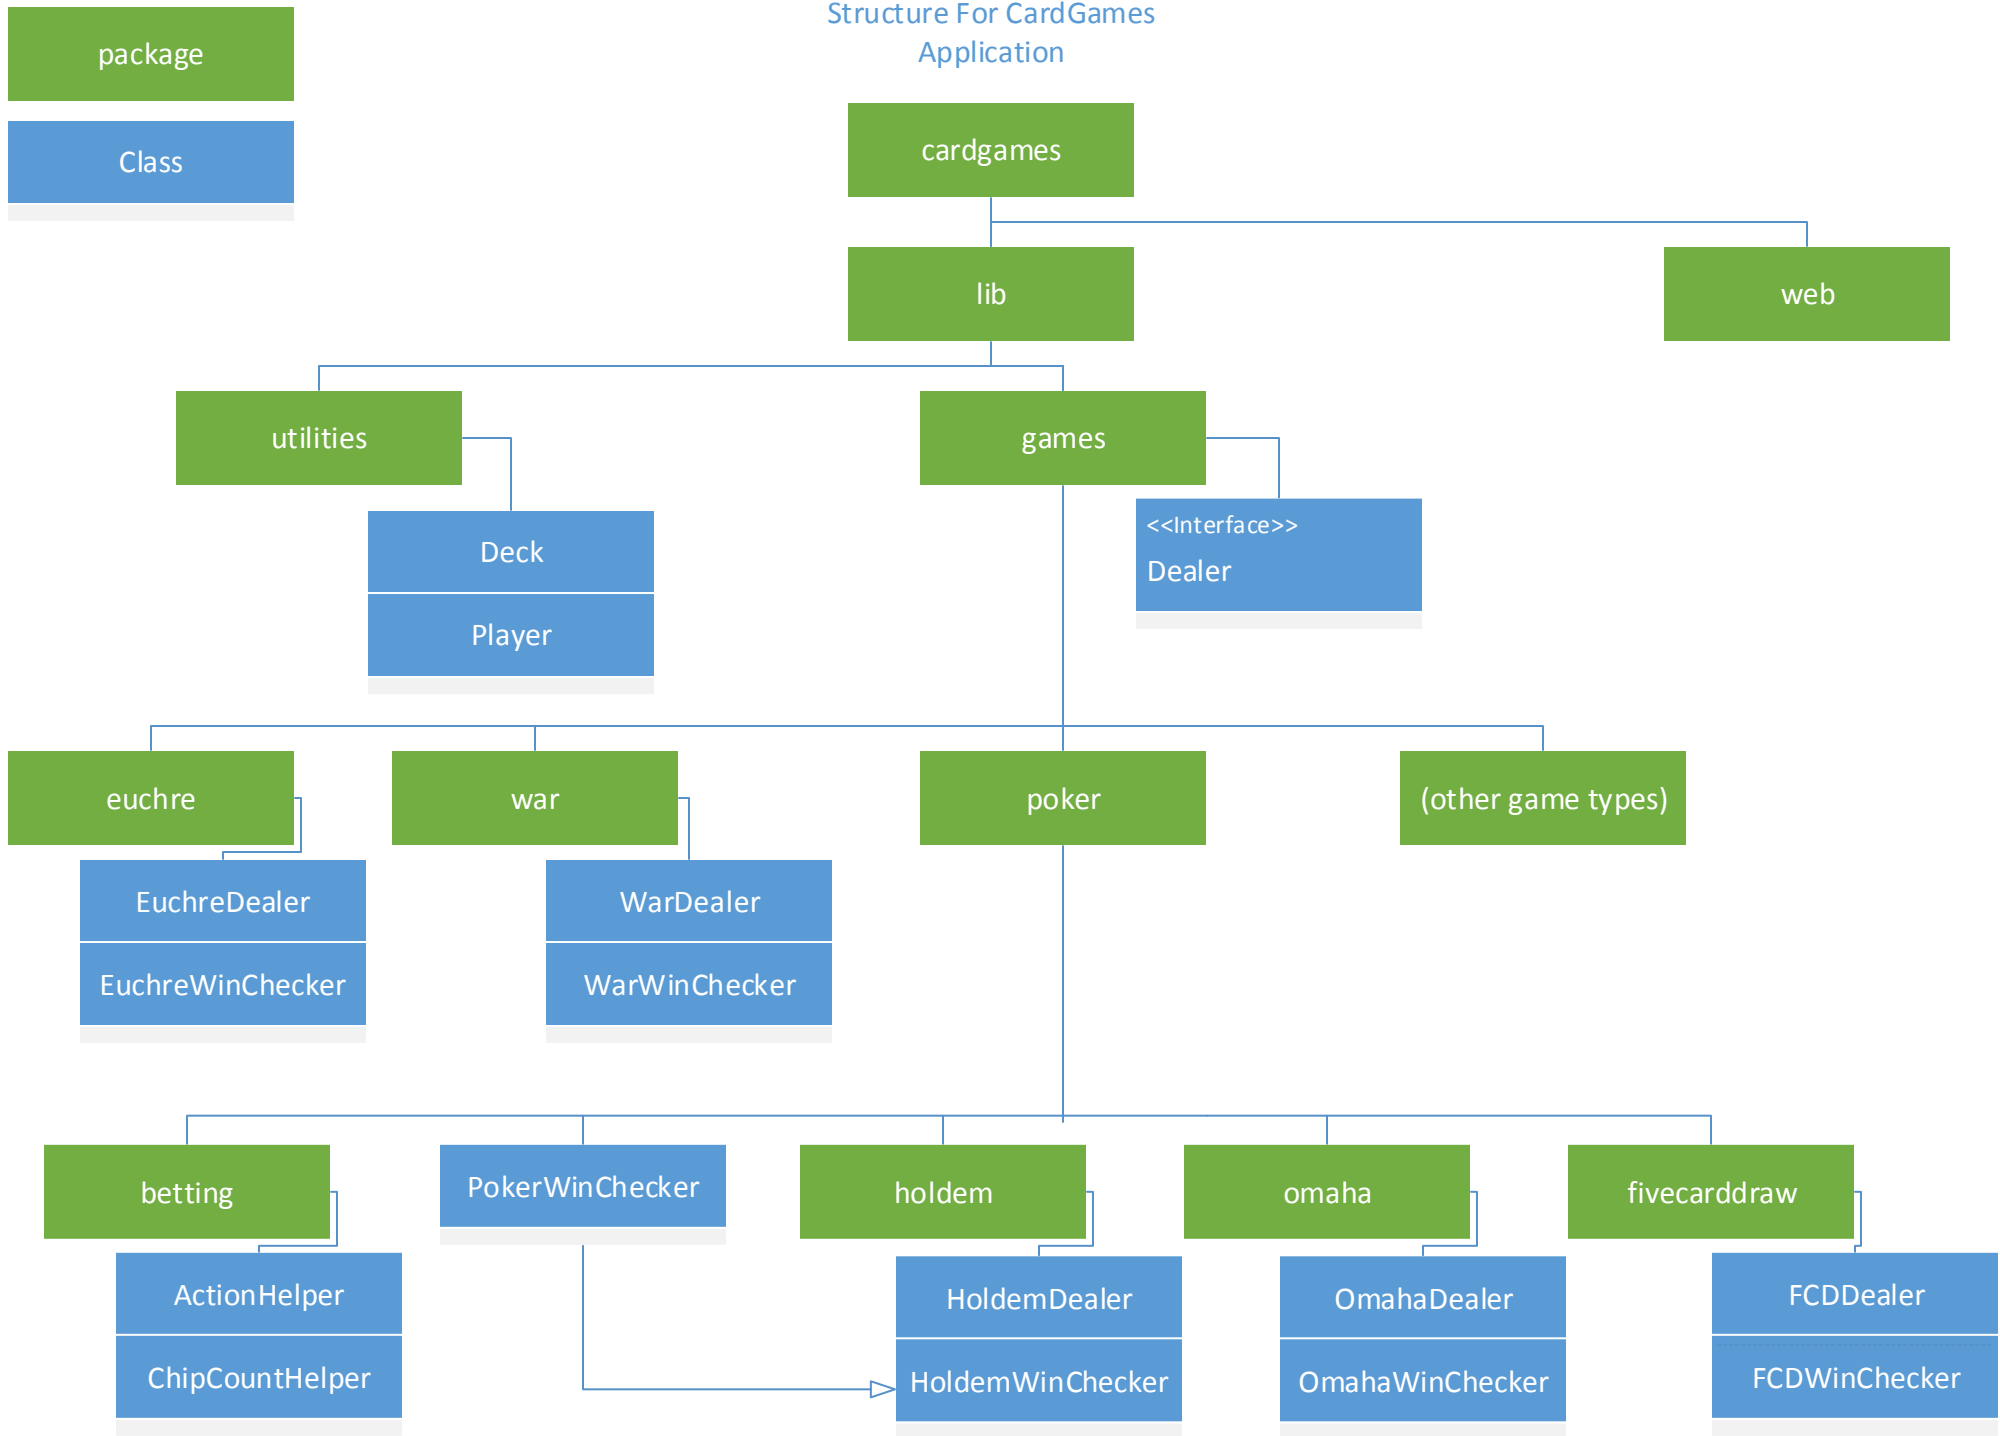 Structure For CardGames
Application
package
Class
cardgames
lib
web
utilities
games
<<Interface>>
Dealer
Deck
Player
euchre
war
poker
(other game types)
EuchreDealer
WarDealer
EuchreWinChecker
WarWinChecker
betting
PokerWinChecker
holdem
omaha
fivecarddraw
ActionHelper
HoldemDealer
OmahaDealer
FCDDealer
ChipCountHelper
HoldemWinChecker
OmahaWinChecker
FCDWinChecker